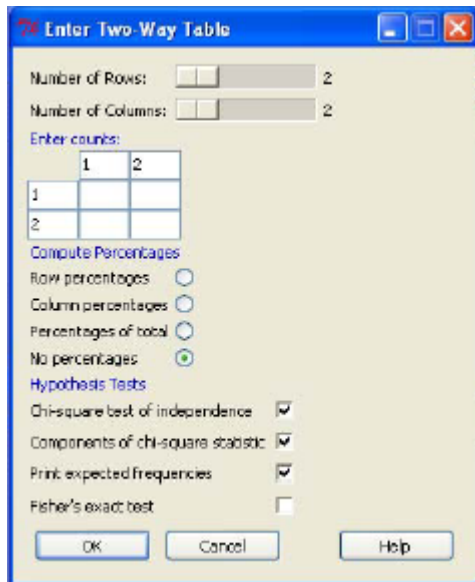 Enter Two-Way Table
Number of Rows: 2
Number of Columns: 2
Enter counts:
1 2
1
2
Compute Percentages
Row percentages
Column percentages
Percentages of total
No percentages
Hypothesis Tests
Chi-square test of independence
Components of chi-square statistic
Print expected frequencies
Fisher's exact test
OK Cancel Help